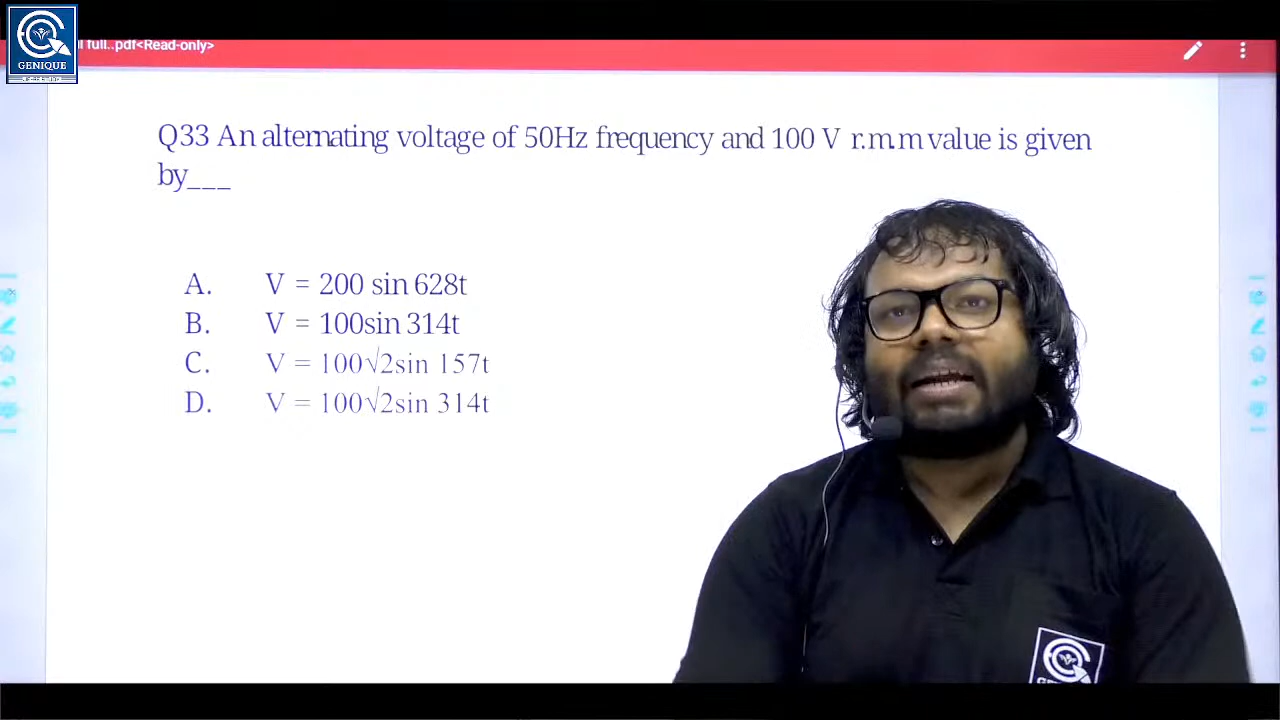 GENIQUE
l full..pdf<Read-only>
Q33 An alternating voltage of 50Hz frequency and 100 V r.m.m value is given
by___
A. V = 200 sin 628t
B. V = 100sin 314t
C. V = 100√2sin 157t
D. V = 100√2sin 314t